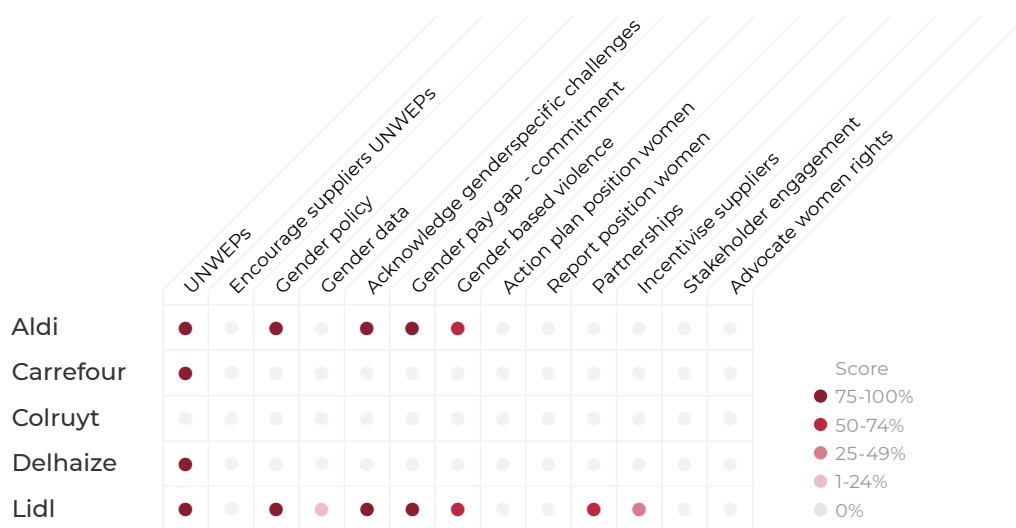 UNWEPs
Encourage suppliers UNWEPs
Gender policy
Gender data
Acknowledge genderspecific challenges
Gender pay gap - commitment
Gender based violence
Action plan position women
Report position women
Partnerships
Incentivise suppliers
Stakeholder engagement
Advocate women rights
Aldi
Carrefour
Colruyt
Delhaize
Lidl
Score
75-100%
50-74%
25-49%
1-24%
0%